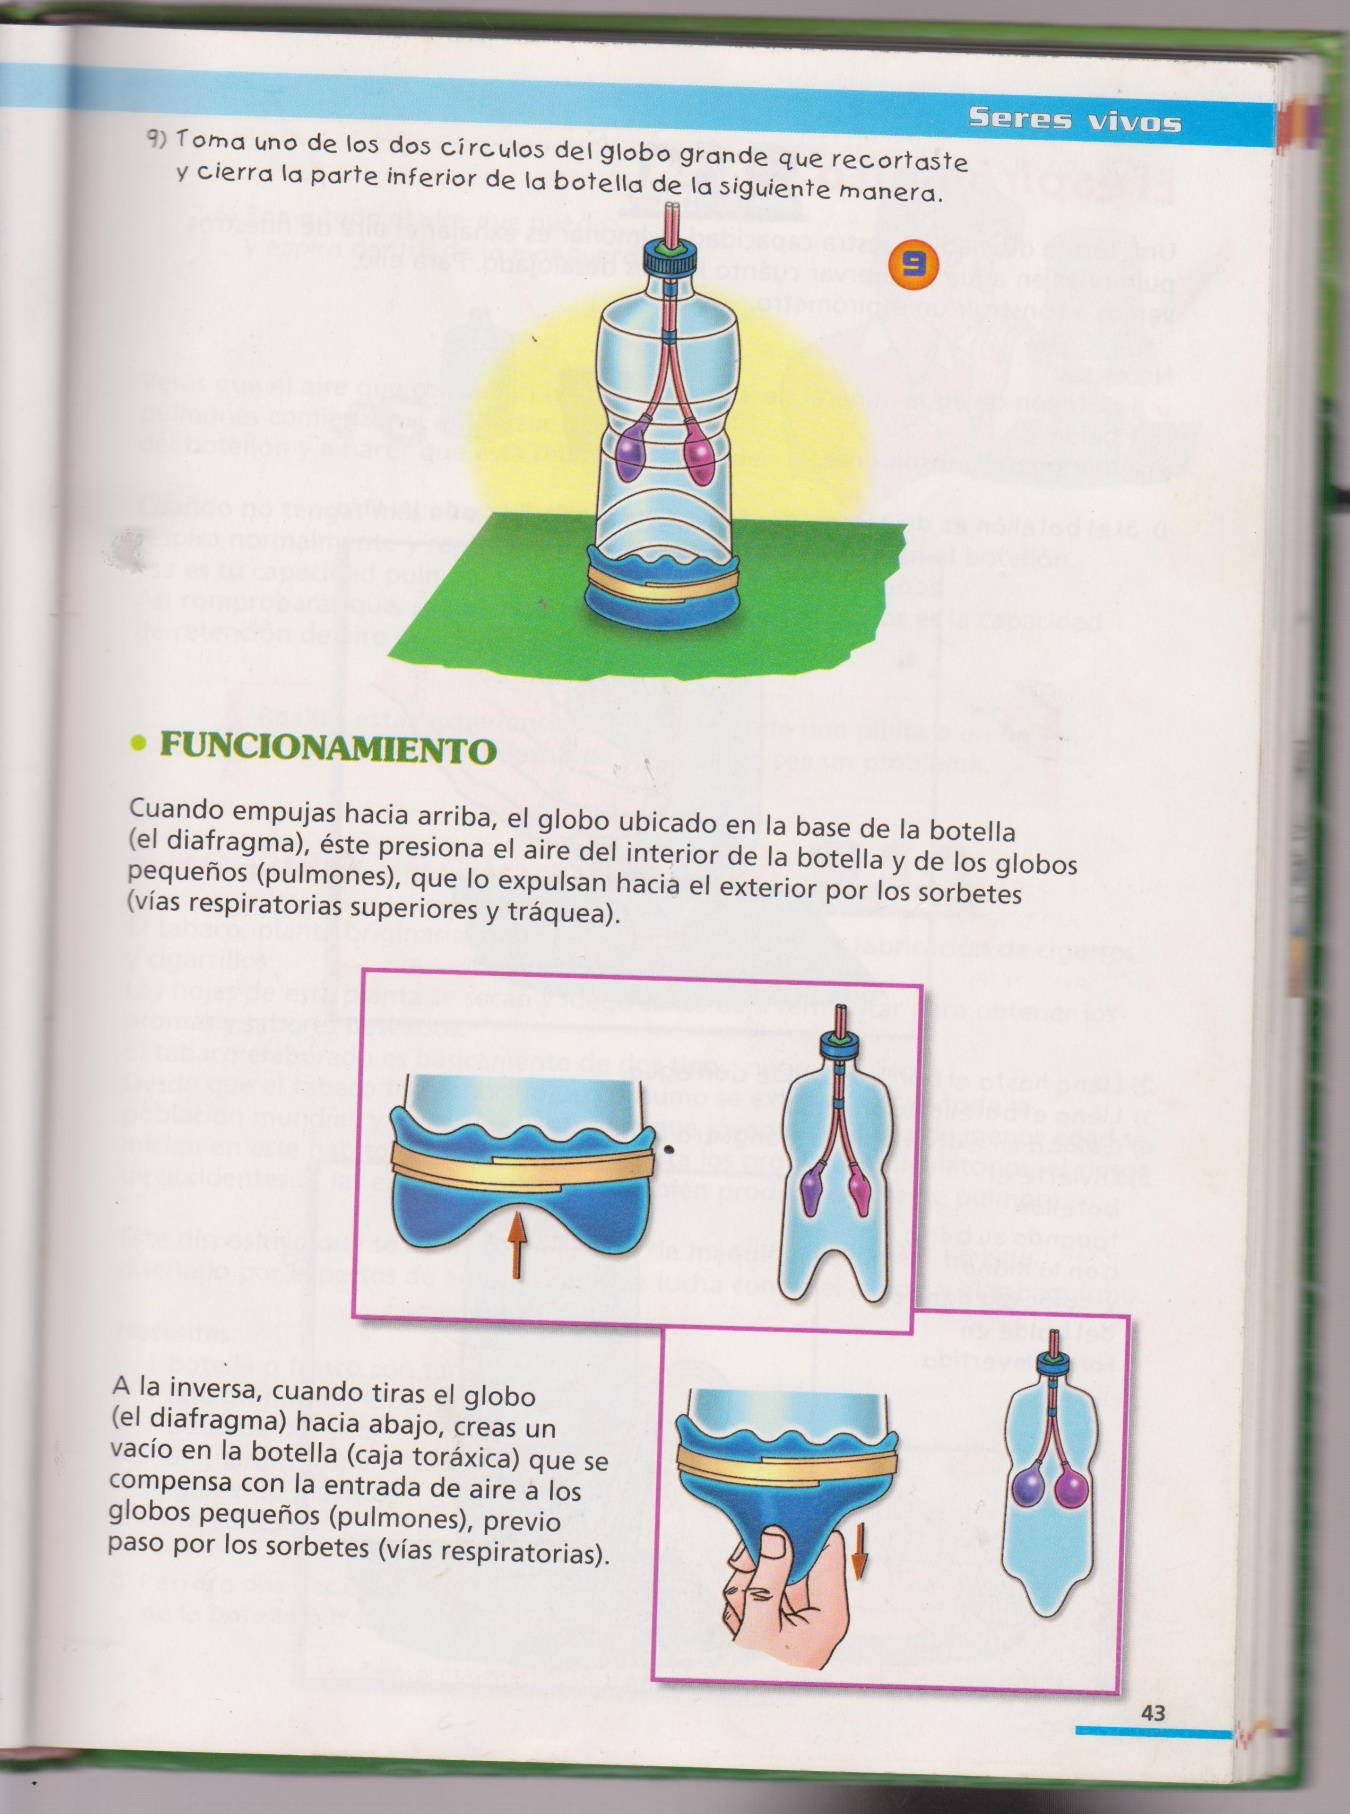 Seres vivos
9) Toma uno de los dos círculos del globo grande que recortaste
y cierra la parte inferior de la botella de la siguiente manera.
9
• FUNCIONAMIENTO
Cuando empujas hacia arriba, el globo ubicado en la base de la botella
(el diafragma), éste presiona el aire del interior de la botella y de los globos
pequeños (pulmones), que lo expulsan hacia el exterior por los sorbetes
(vías respiratorias superiores y tráquea).
A la inversa, cuando tiras el globo
(el diafragma) hacia abajo, creas un
vacío en la botella (caja toráxica) que se
compensa con la entrada de aire a los
globos pequeños (pulmones), previo
paso por los sorbetes (vías respiratorias).
43